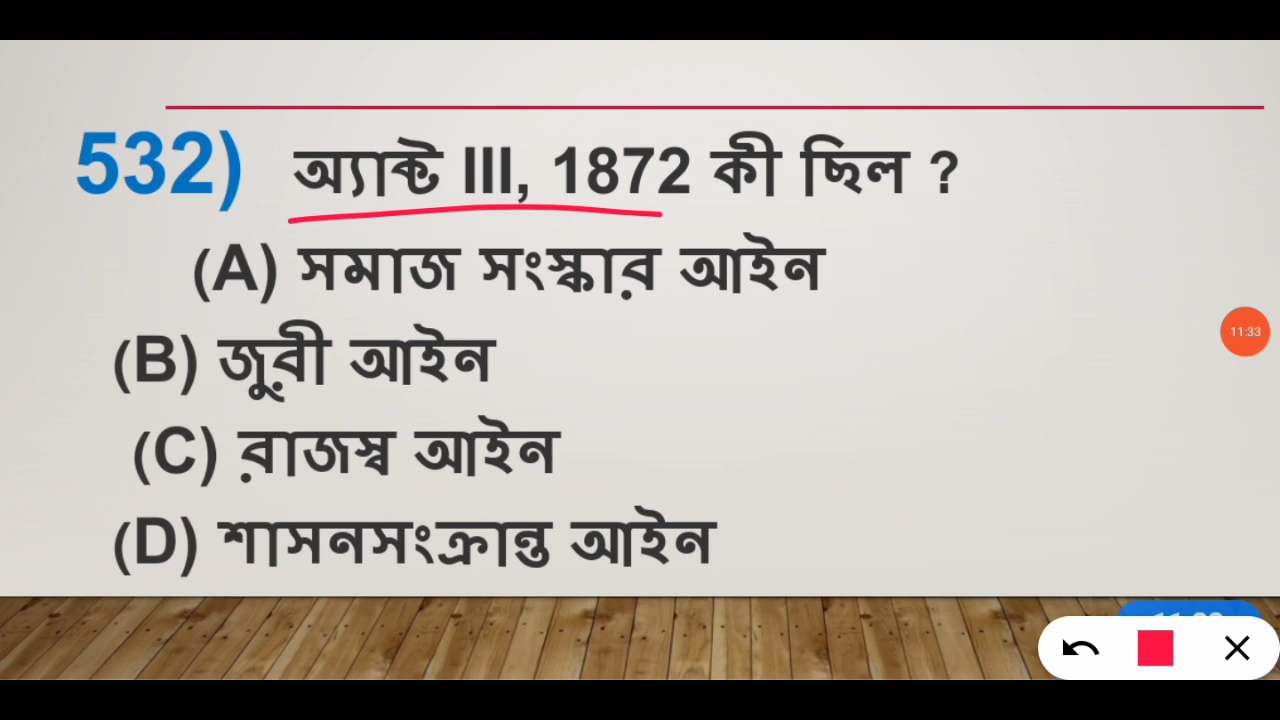 532) অ্যাক্ট III, 1872 কী ছিল ?
(A) সমাজ সংস্কার আইন
11:33
(B) জুরী আইন
(C) রাজস্ব আইন
(D) শাসনসংক্রান্ত আইন